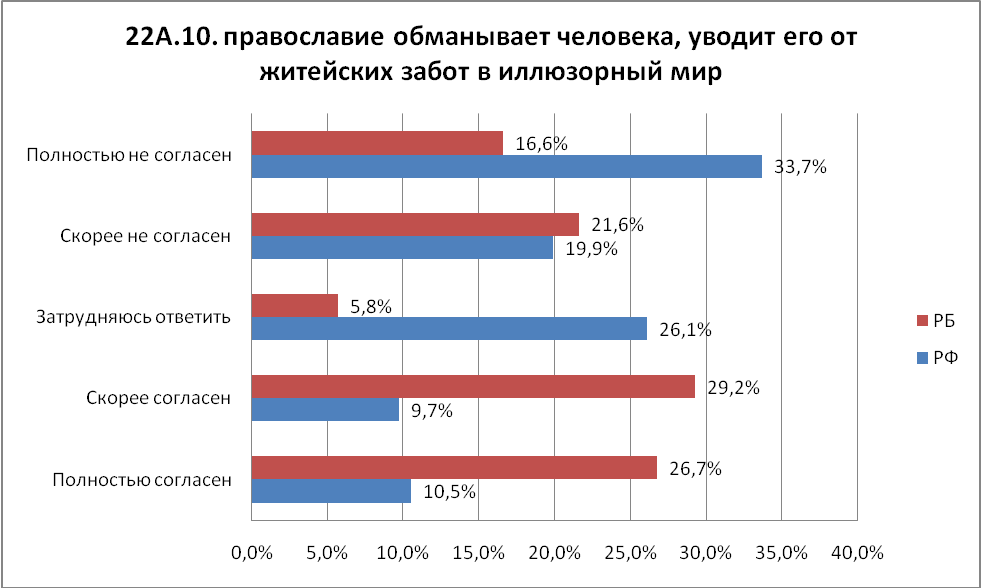 22А.10. православие обманывает человека, уводит его от
житейских забот в иллюзорный мир
Полностью не согласен
16,6%
33,7%
Скорее не согласен
21,6%
19,9%
Затрудняюсь ответить
5,8%
26,1%
Скорее согласен
29,2%
9,7%
Полностью согласен
26,7%
10,5%
РБ
РФ
0,0% 5,0% 10,0% 15,0% 20,0% 25,0% 30,0% 35,0% 40,0%